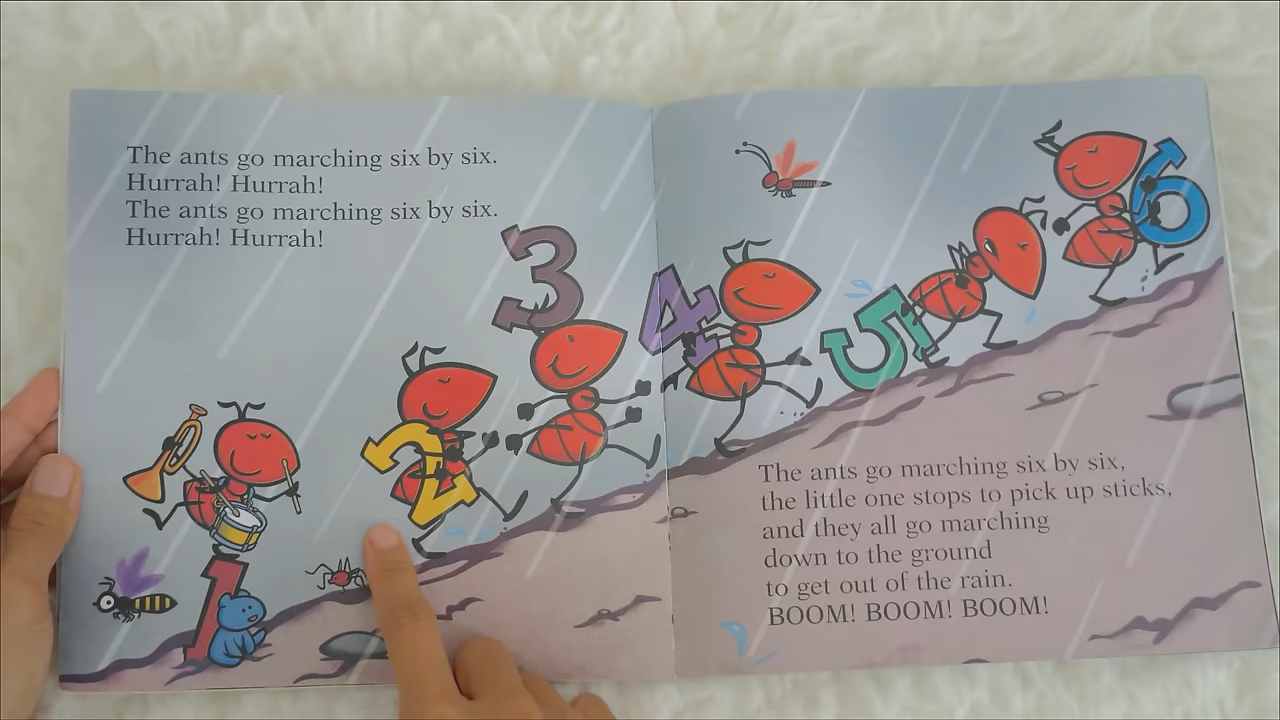 The ants go marching six by six.
Hurrah! Hurrah!
The ants go marching six by six.
Hurrah! Hurrah!
1
2
3
4
5
6
The ants go marching six by six,
the little one stops to pick up sticks,
and they all go marching
down to the ground
to get out of the rain.
BOOM! BOOM! BOOM!